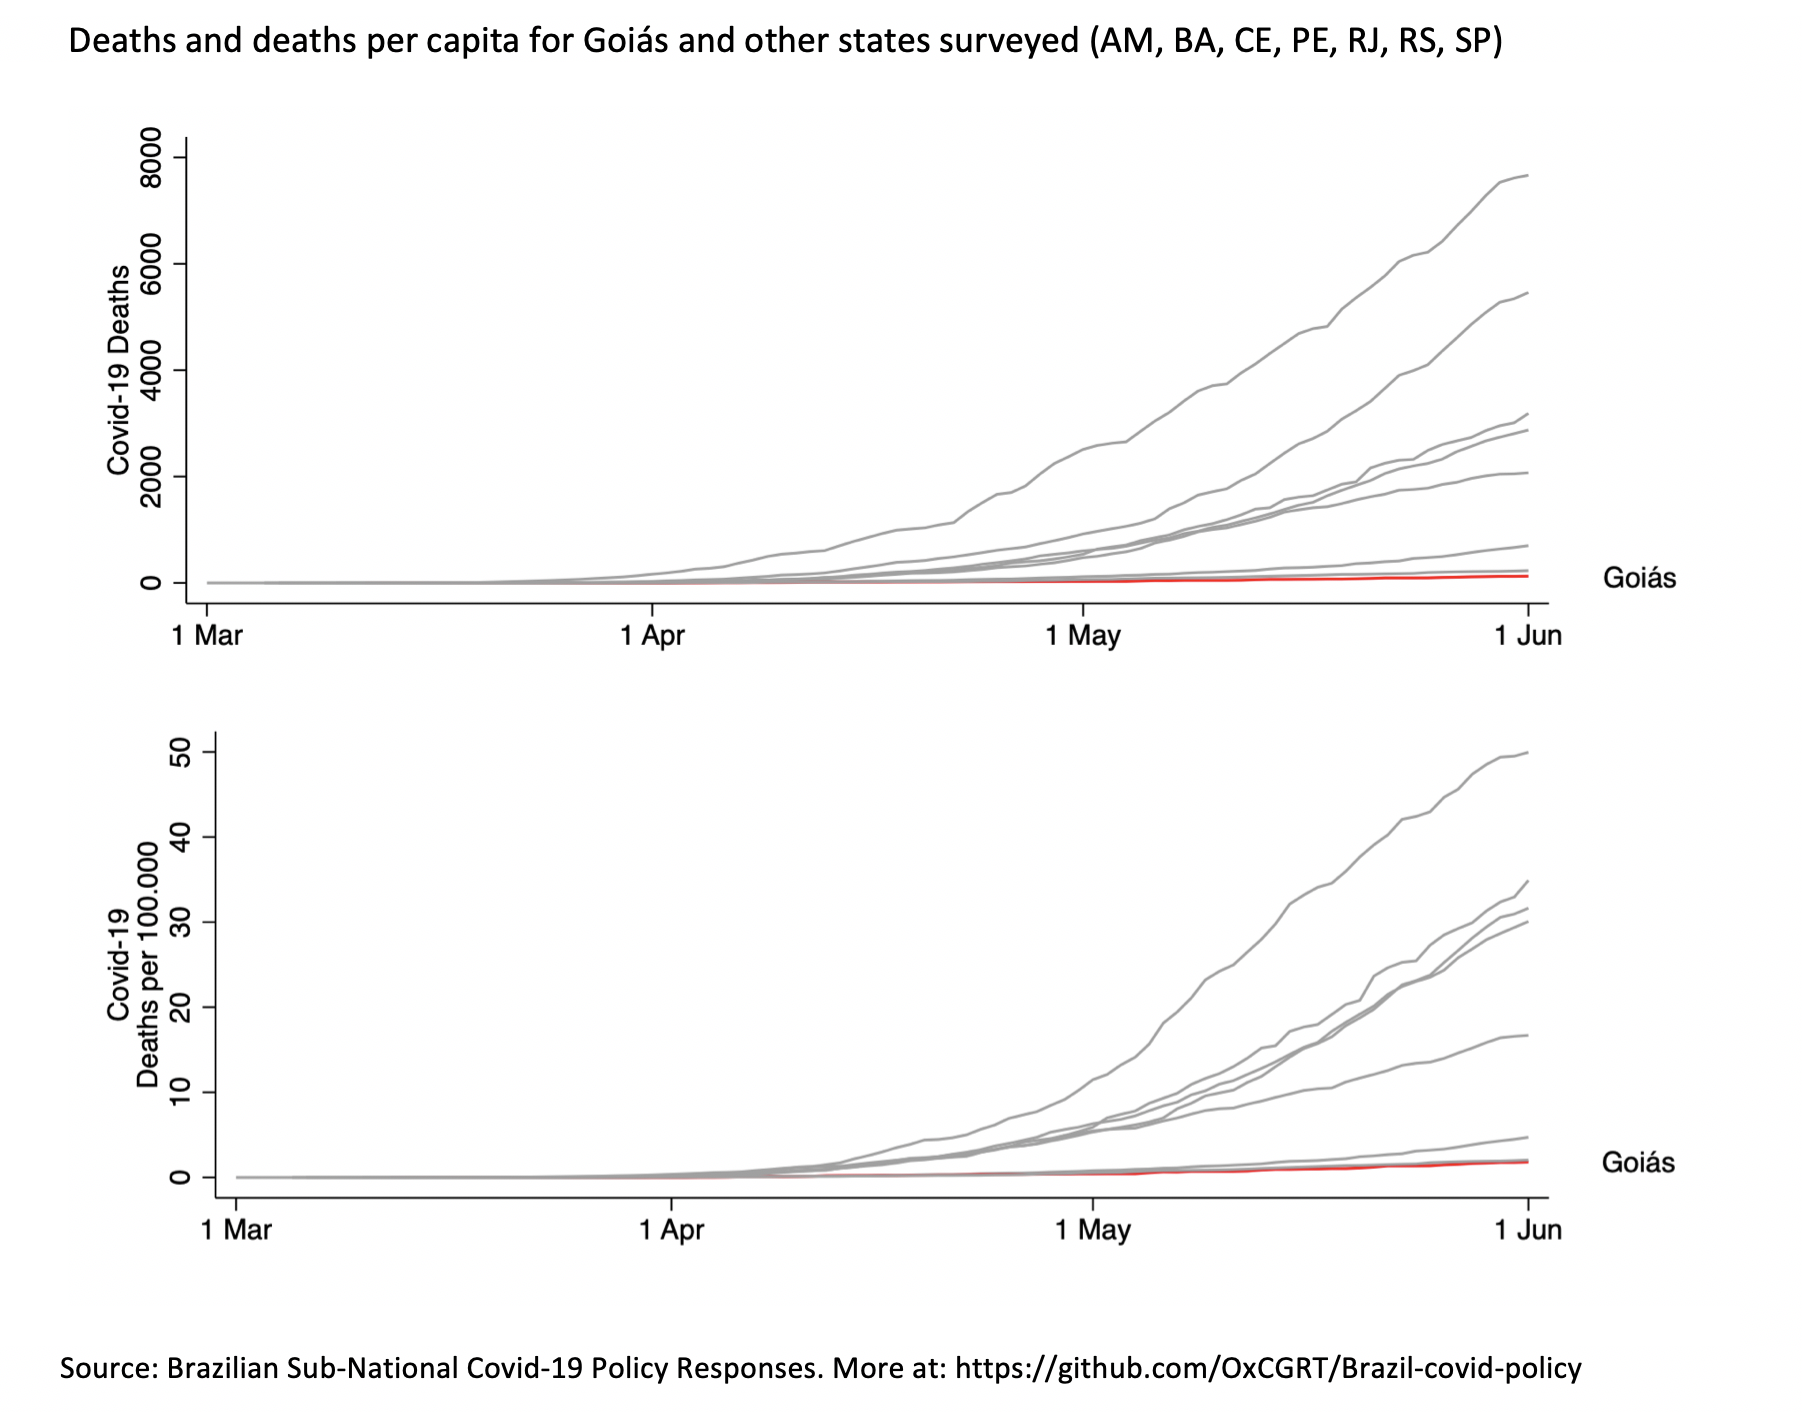 Deaths and deaths per capita for Goiás and other states surveyed (AM, BA, CE, PE, RJ, RS, SP)
Covid-19 Deaths
8000
6000
4000
2000
0
Goiás
1 Mar
1 Apr
1 May
1 Jun
Covid-19
Deaths per 100.000
50
40
30
20
10
0
Goiás
1 Mar
1 Apr
1 May
1 Jun
Source: Brazilian Sub-National Covid-19 Policy Responses. More at: https://github.com/OxCGRT/Brazil-covid-policy